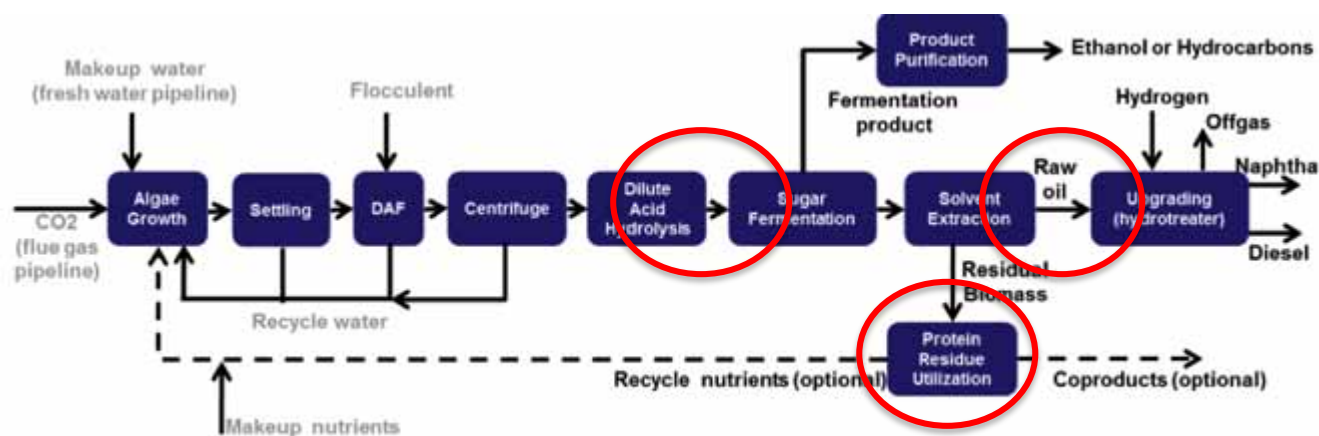 Product
Purification
Ethanol or Hydrocarbons
Makeup water
(fresh water pipeline)
Flocculent
Fermentation
product
Hydrogen
Offgas
Naphtha
Raw
oil
Algae
Growth
Settling
DAF
Centrifuge
Dilute
Acid
Hydrolysis
Sugar
Fermentation
Solvent
Extraction
Upgrading
(hydrotreater)
CO2
(flue gas
pipeline)
Diesel
Residual
Biomass
Recycle water
Protein
Residue
Utilization
Recycle nutrients (optional)
Coproducts (optional)
Makeup nutrients